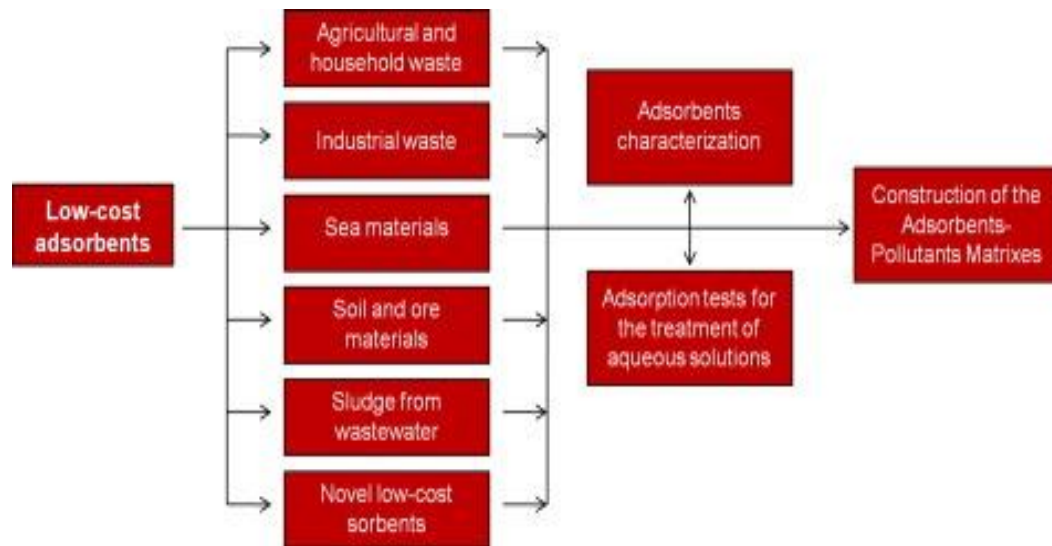 Low-cost
adsorbents
Agricultural and
household waste
Industrial waste
Sea materials
Soil and ore
materials
Sludge from
wastewater
Novel low-cost
sorbents
Adsorbents
characterization
Adsorption tests for
the treatment of
aqueous solutions
Construction of the
Adsorbents-
Pollutants Matrixes